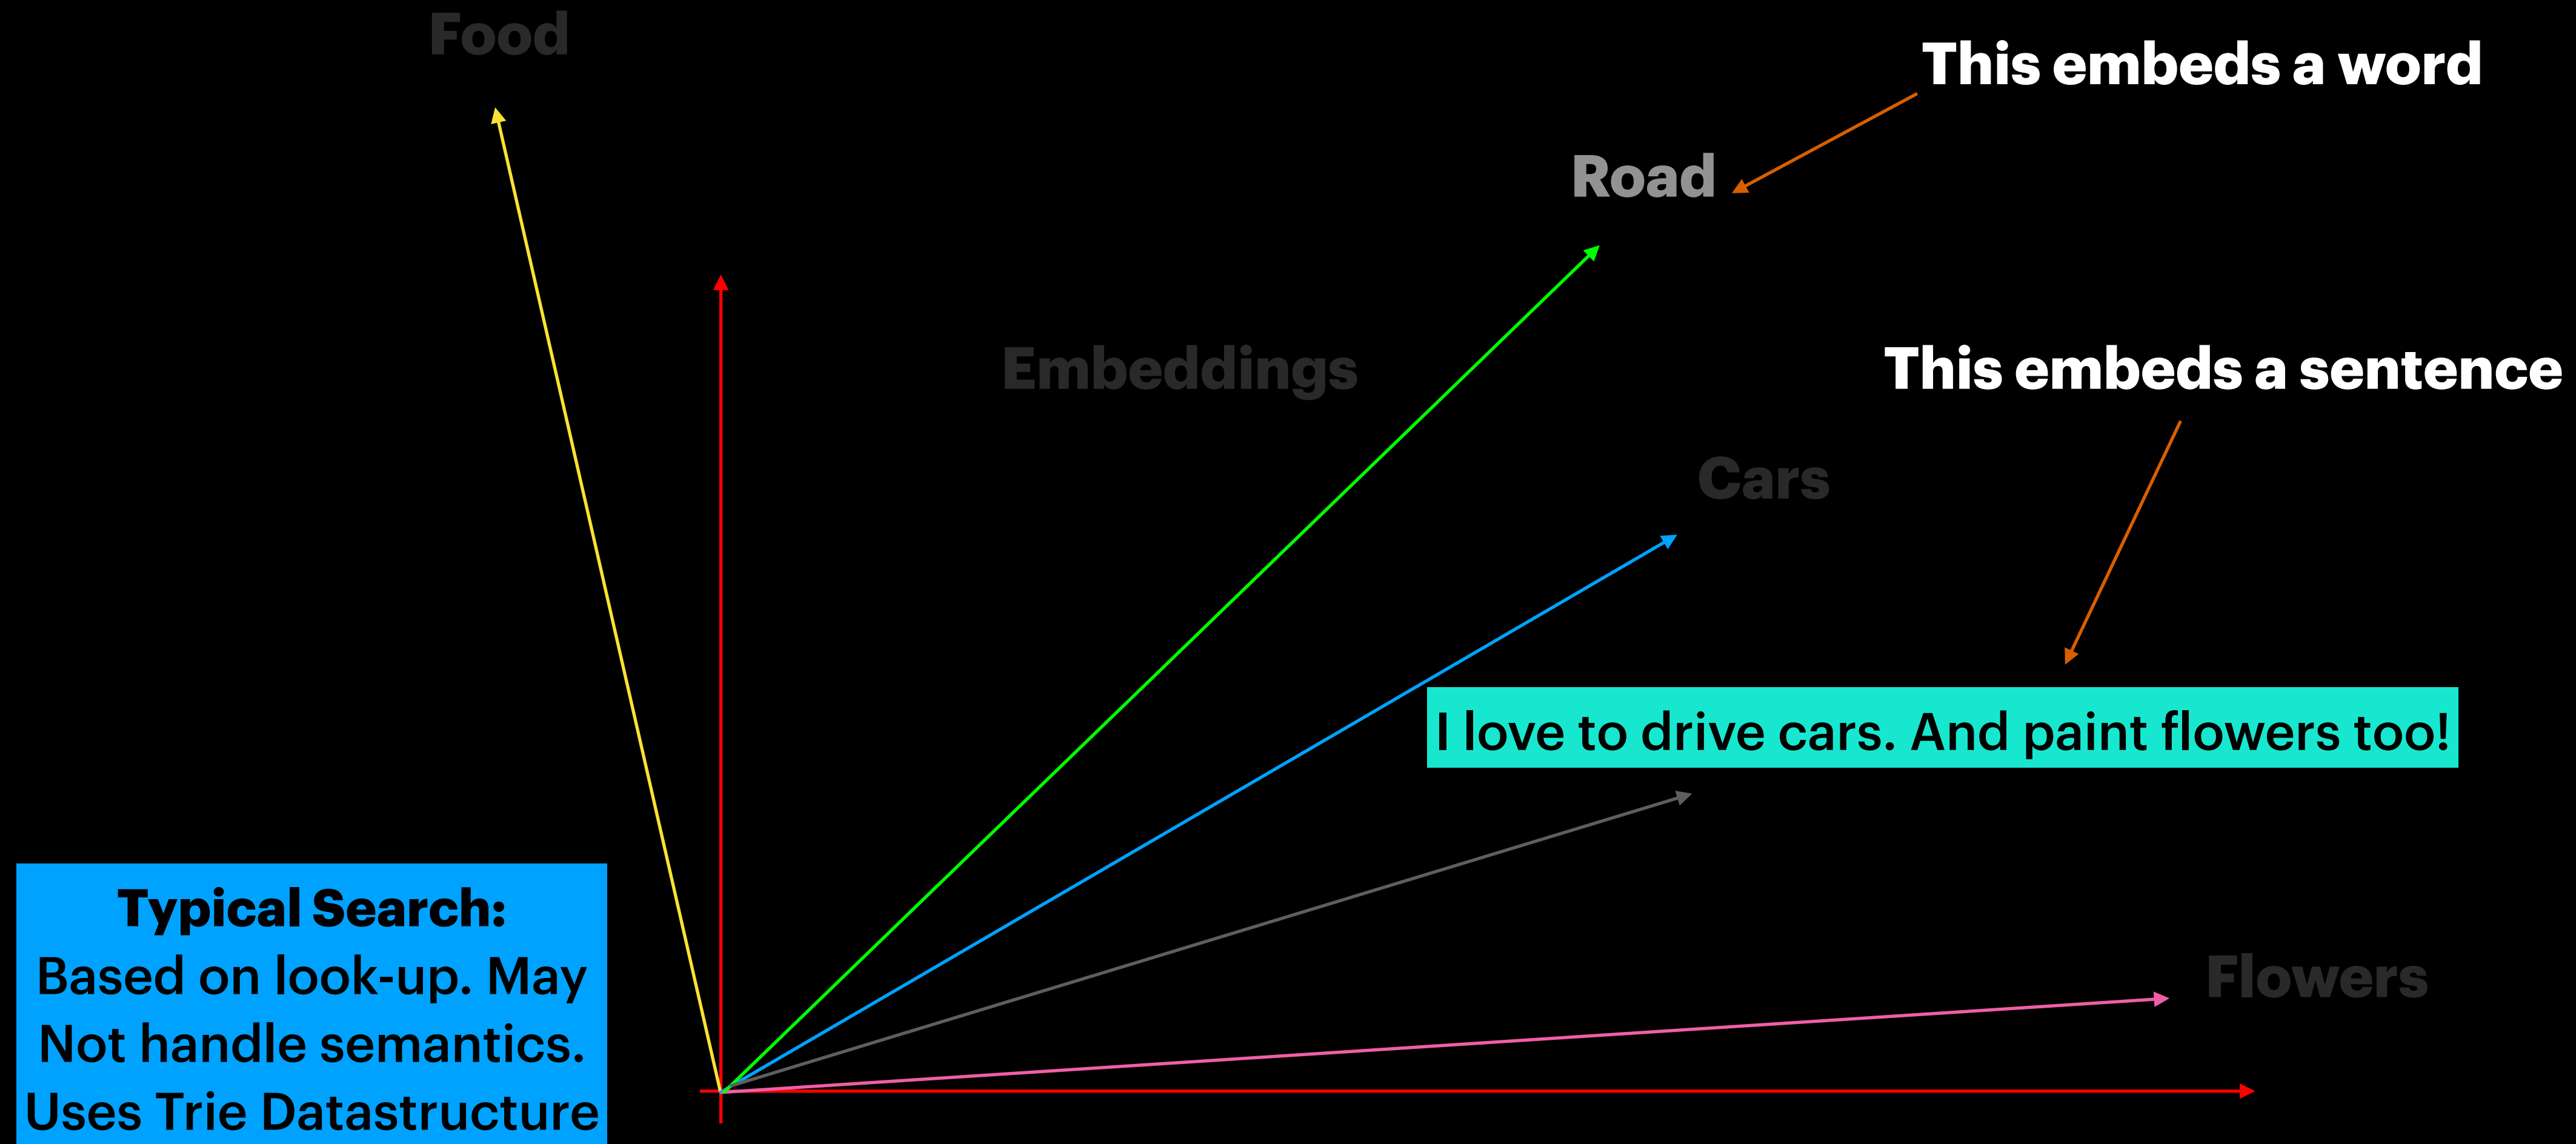 Food
This embeds a word
Road
Embeddings
This embeds a sentence
Cars
I love to drive cars. And paint flowers too!
Typical Search:
Based on look-up. May
Not handle semantics.
Uses Trie Datastructure
Flowers